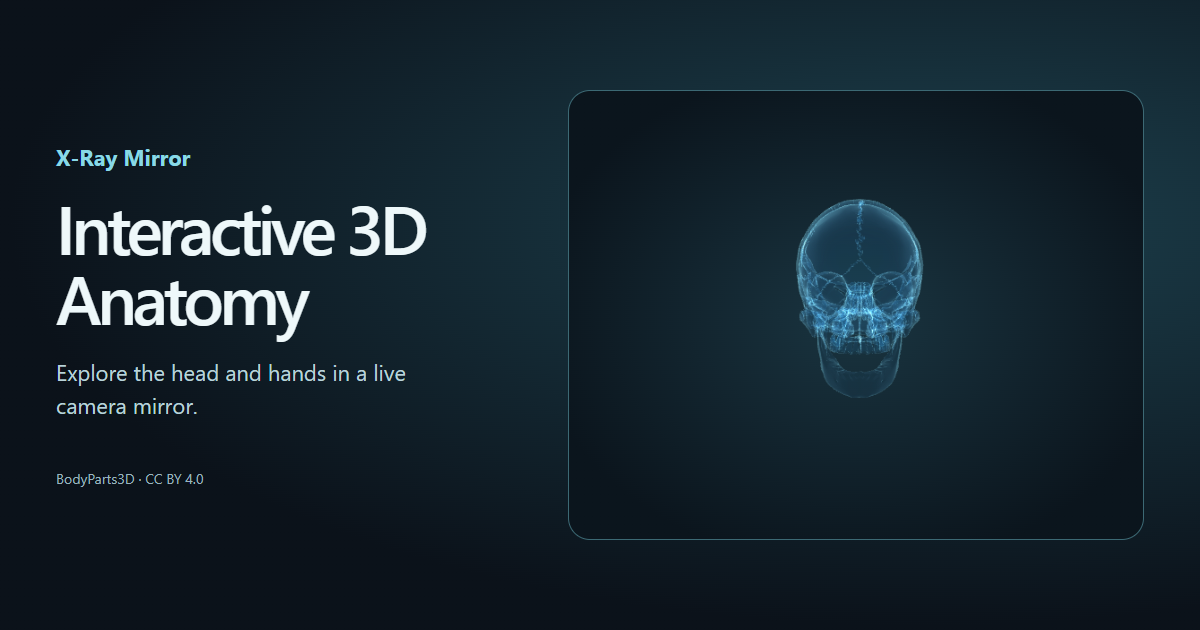 X-Ray Mirror
Interactive 3D
Anatomy
Explore the head and hands in a live
camera mirror.
BodyParts3D · CC BY 4.0